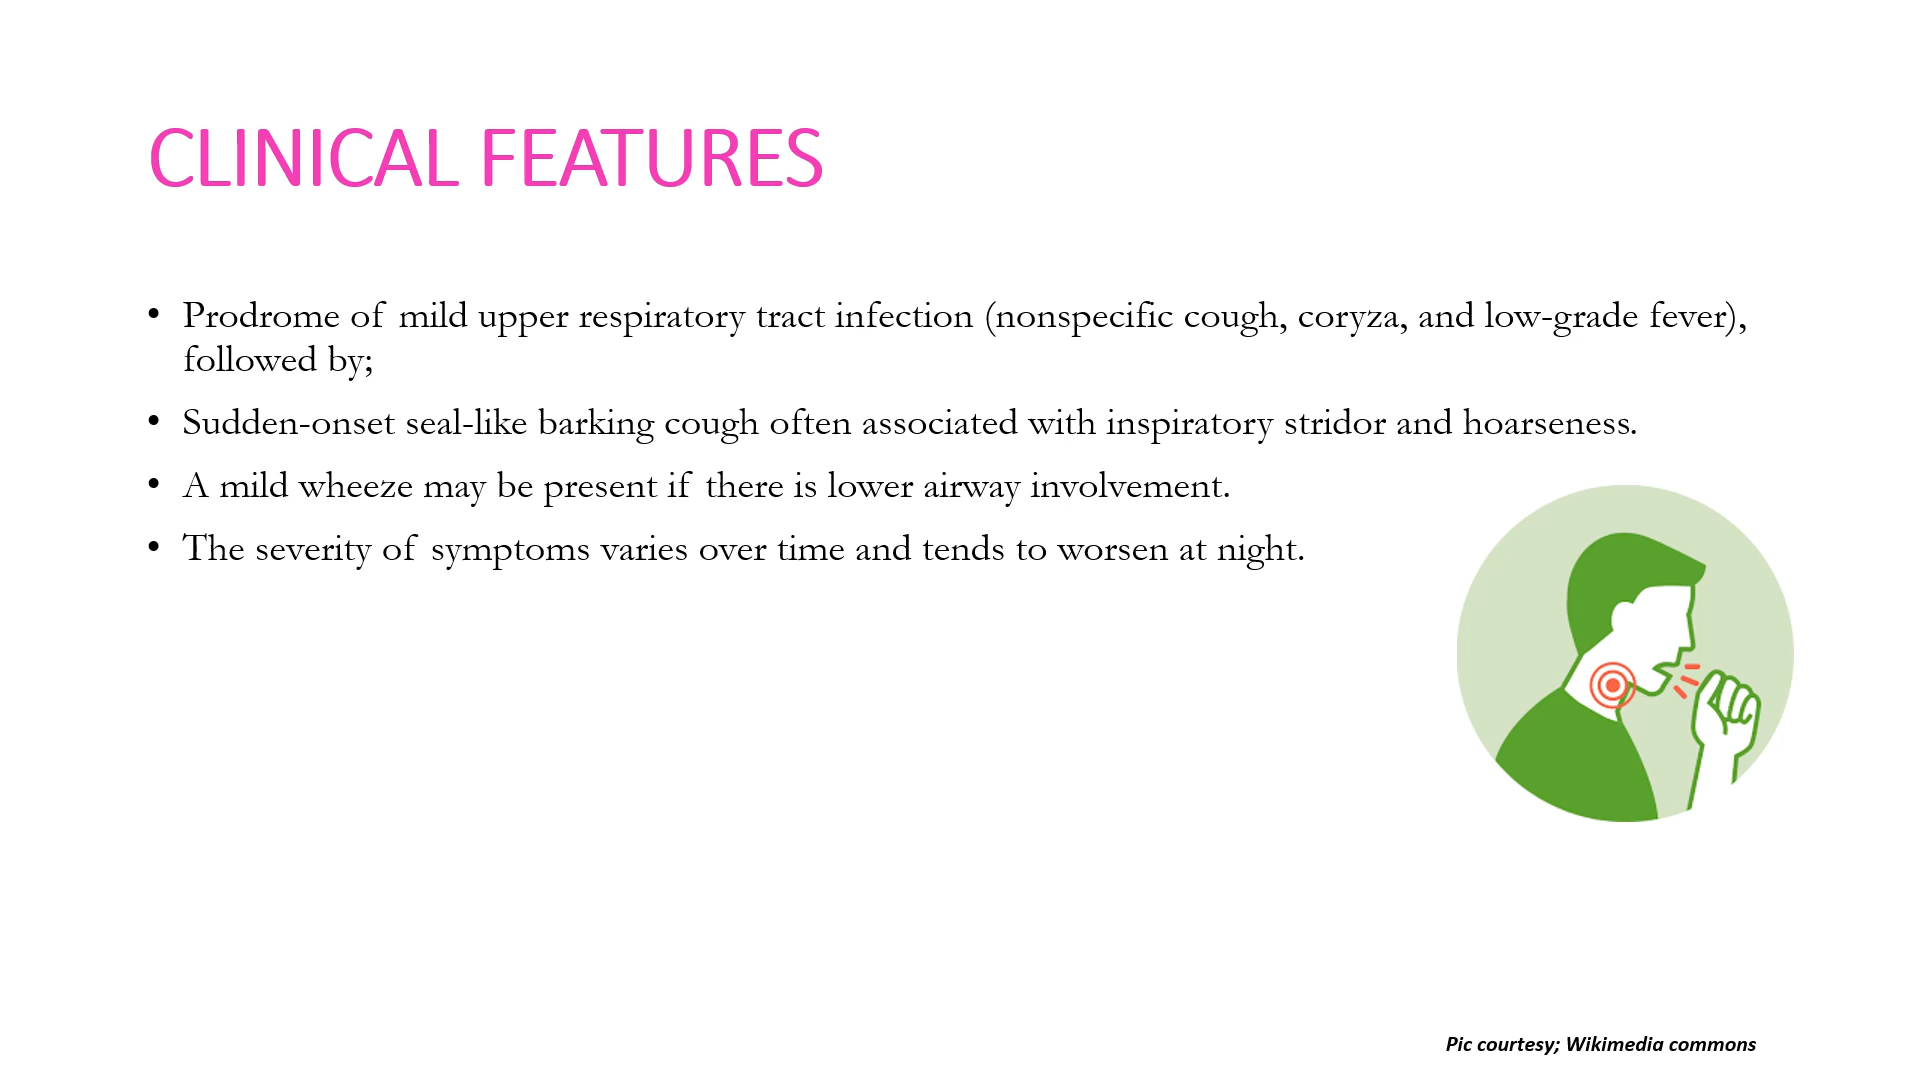 CLINICAL FEATURES
• Prodrome of mild upper respiratory tract infection (nonspecific cough, coryza, and low-grade fever),
followed by;
• Sudden-onset seal-like barking cough often associated with inspiratory stridor and hoarseness.
• A mild wheeze may be present if there is lower airway involvement.
• The severity of symptoms varies over time and tends to worsen at night.
Pic courtesy; Wikimedia commons